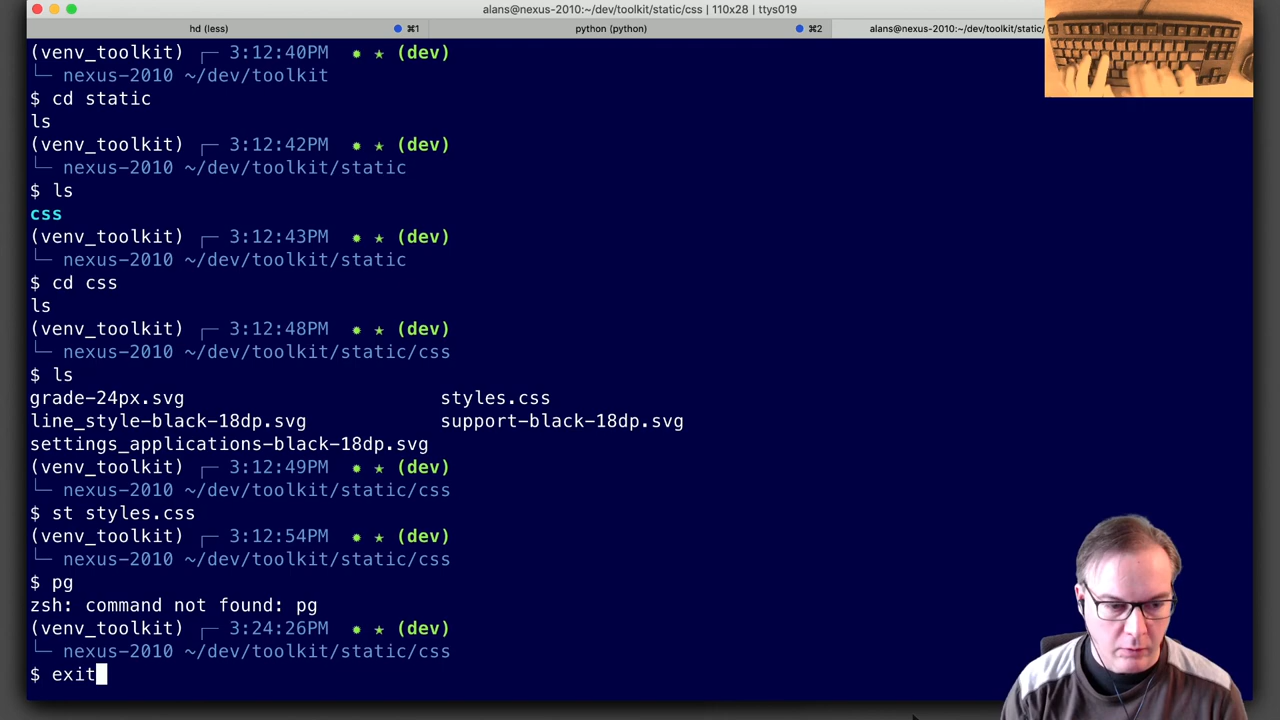 alans@nexus-2010:~/dev/toolkit/static/css | 110x28 | ttys019
hd (less) ⌘1 python (python) ⌘2 alans@nexus-2010:~/dev/toolkit/static/
(venv_toolkit) ┌─ 3:12:40PM ✹ ★ (dev)
└─ nexus-2010 ~/dev/toolkit
$ cd static
ls
(venv_toolkit) ┌─ 3:12:42PM ✹ ★ (dev)
└─ nexus-2010 ~/dev/toolkit/static
$ ls
css
(venv_toolkit) ┌─ 3:12:43PM ✹ ★ (dev)
└─ nexus-2010 ~/dev/toolkit/static
$ cd css
ls
(venv_toolkit) ┌─ 3:12:48PM ✹ ★ (dev)
└─ nexus-2010 ~/dev/toolkit/static/css
$ ls
grade-24px.svg styles.css
line_style-black-18dp.svg support-black-18dp.svg
settings_applications-black-18dp.svg
(venv_toolkit) ┌─ 3:12:49PM ✹ ★ (dev)
└─ nexus-2010 ~/dev/toolkit/static/css
$ st styles.css
(venv_toolkit) ┌─ 3:12:54PM ✹ ★ (dev)
└─ nexus-2010 ~/dev/toolkit/static/css
$ pg
zsh: command not found: pg
(venv_toolkit) ┌─ 3:24:26PM ✹ ★ (dev)
└─ nexus-2010 ~/dev/toolkit/static/css
$ exit